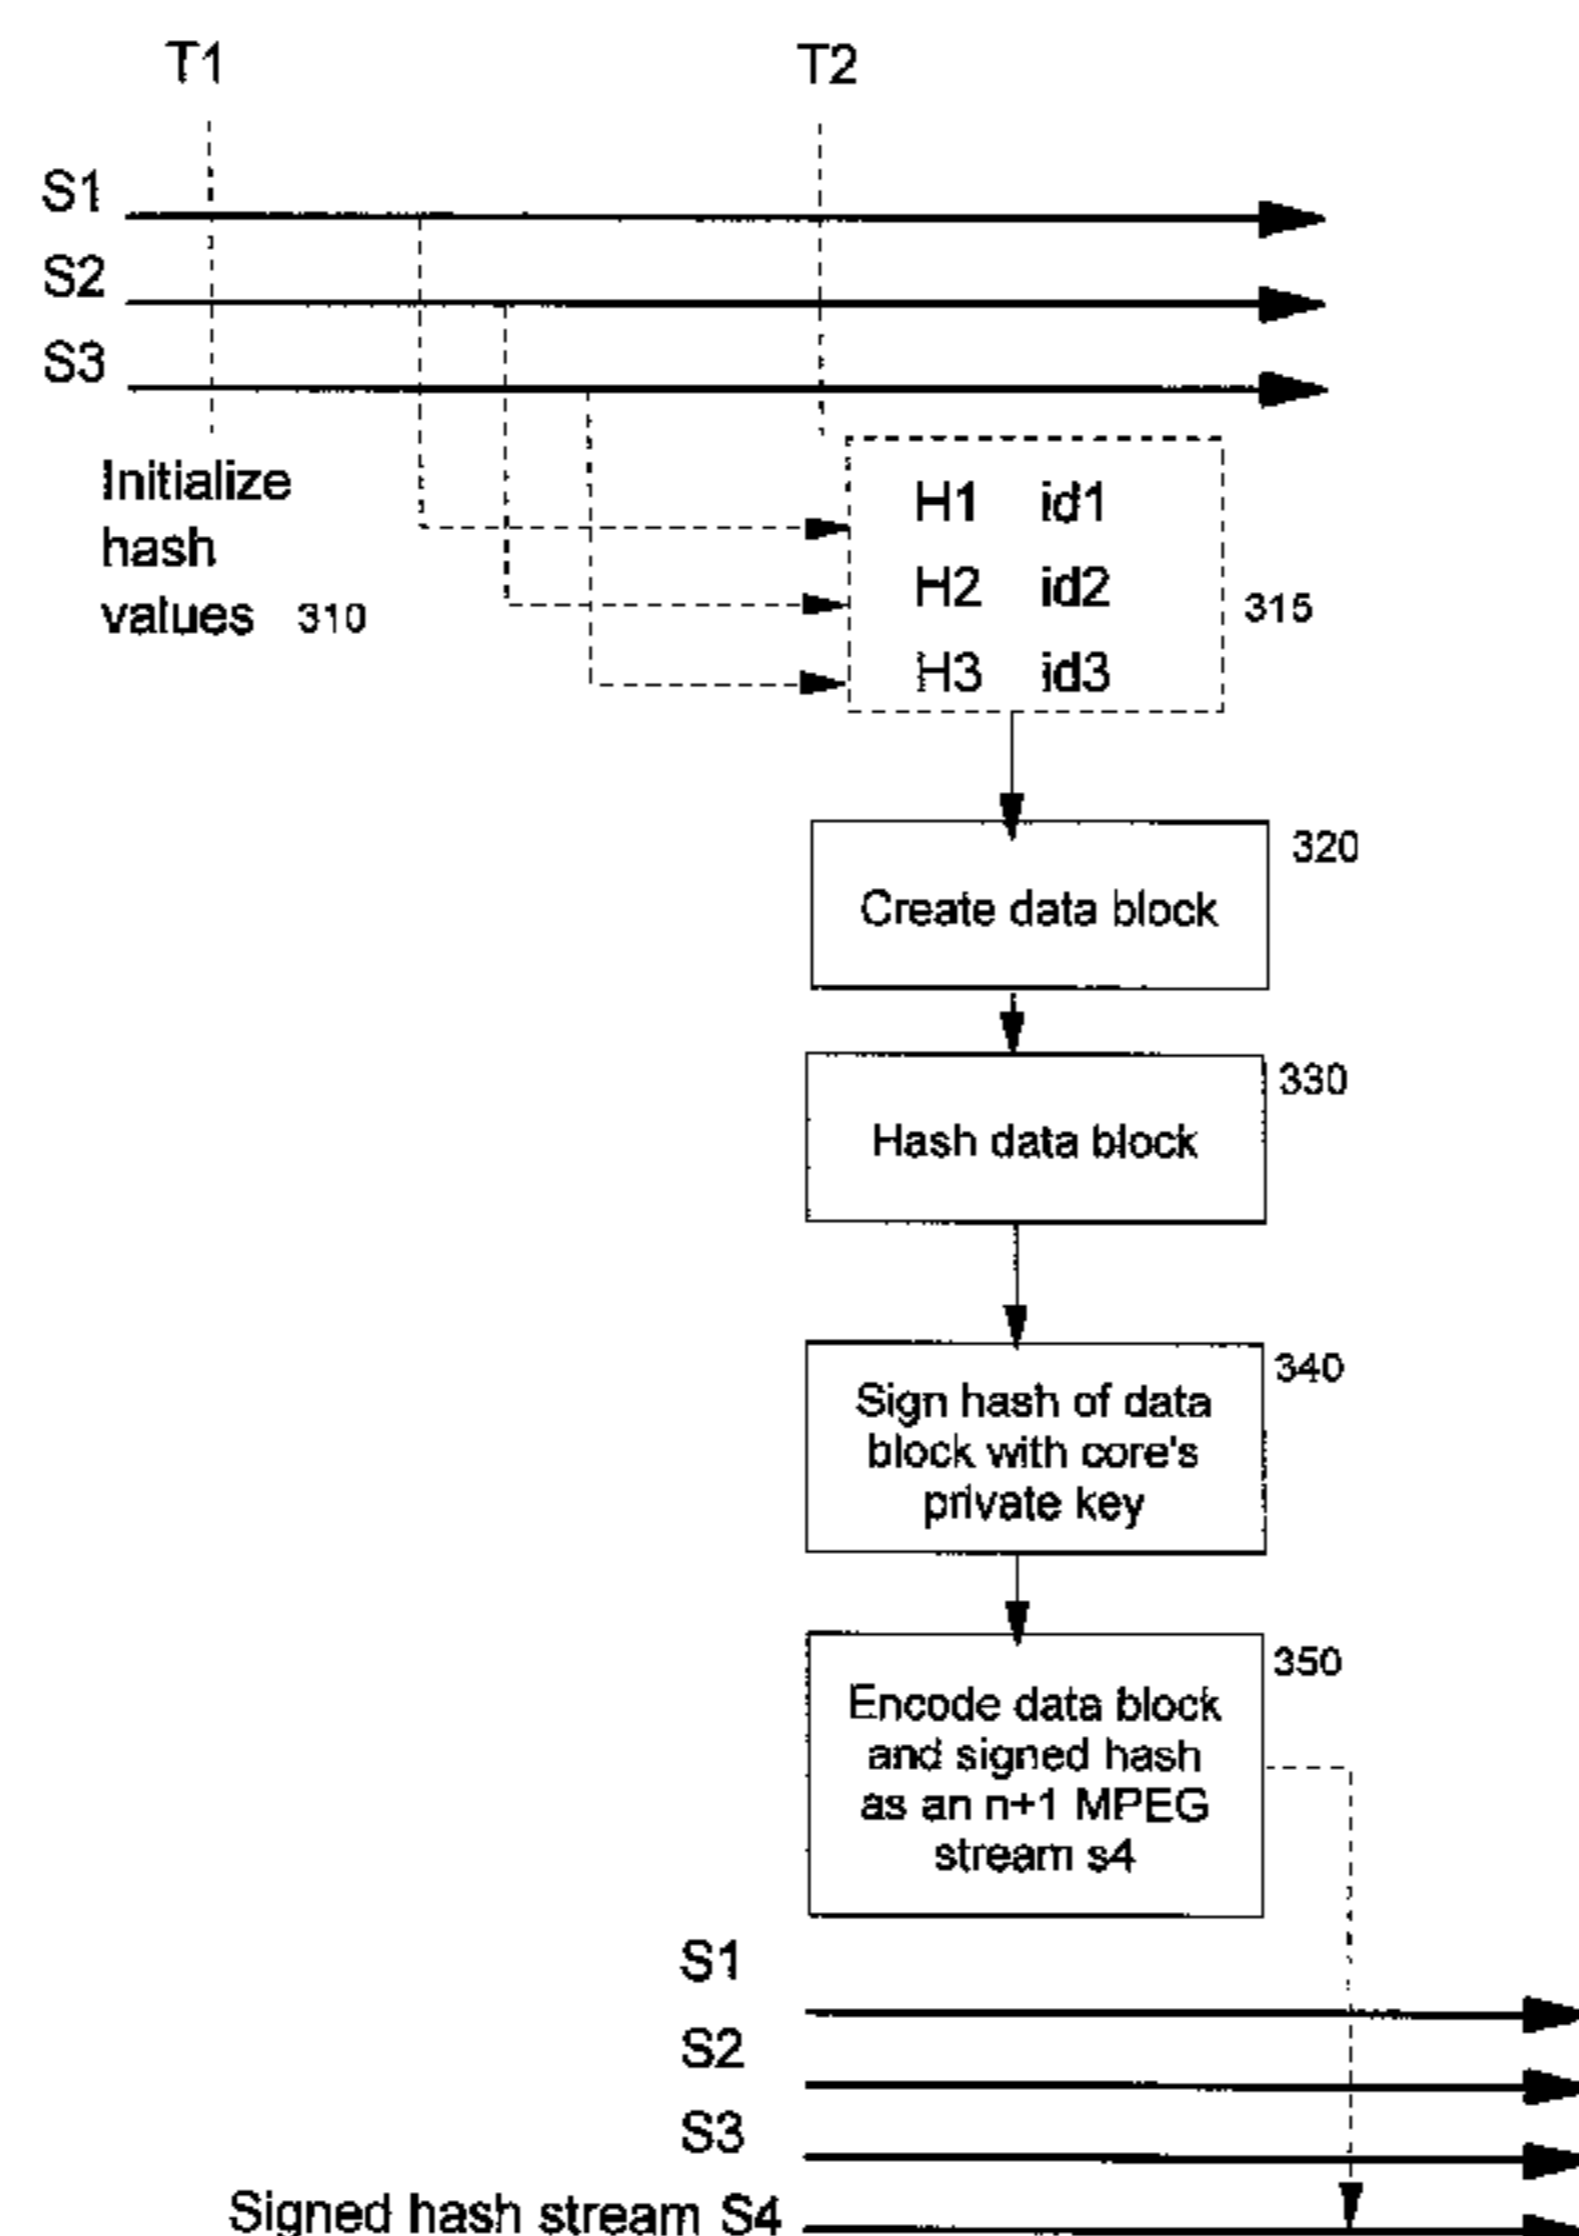 T1 T2
S1
S2
S3
Initialize
hash
values 310
H1 id1
H2 id2
H3 id3
315
320
Create data block
330
Hash data block
340
Sign hash of data
block with core's
private key
350
Encode data block
and signed hash
as an n+1 MPEG
stream s4
S1
S2
S3
Signed hash stream S4